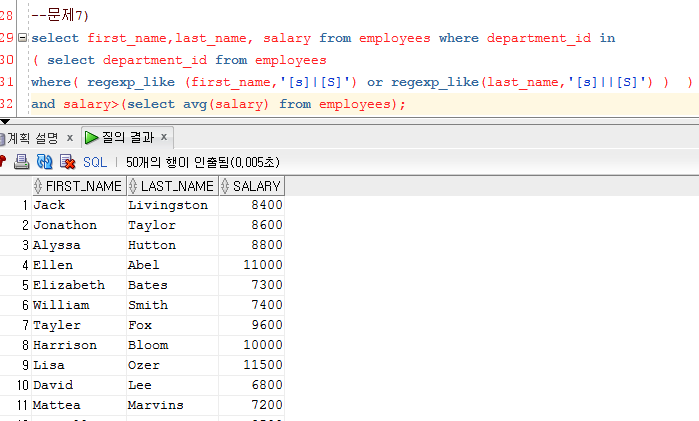 28 --문제7)
29 select first_name,last_name, salary from employees where department_id in
30 ( select department_id from employees
31 where( regexp_like (first_name,'[s]|[S]') or regexp_like(last_name,'[s]||[S]') ) )
32 and salary>(select avg(salary) from employees);
계획 설명 × 질의 결과 ×
SQL | 50개의 행이 인출됨(0,005초)
FIRST_NAME LAST_NAME SALARY
1 Jack Livingston 8400
2 Jonathon Taylor 8600
3 Alyssa Hutton 8800
4 Ellen Abel 11000
5 Elizabeth Bates 7300
6 William Smith 7400
7 Tayler Fox 9600
8 Harrison Bloom 10000
9 Lisa Ozer 11500
10 David Lee 6800
11 Mattea Marvins 7200